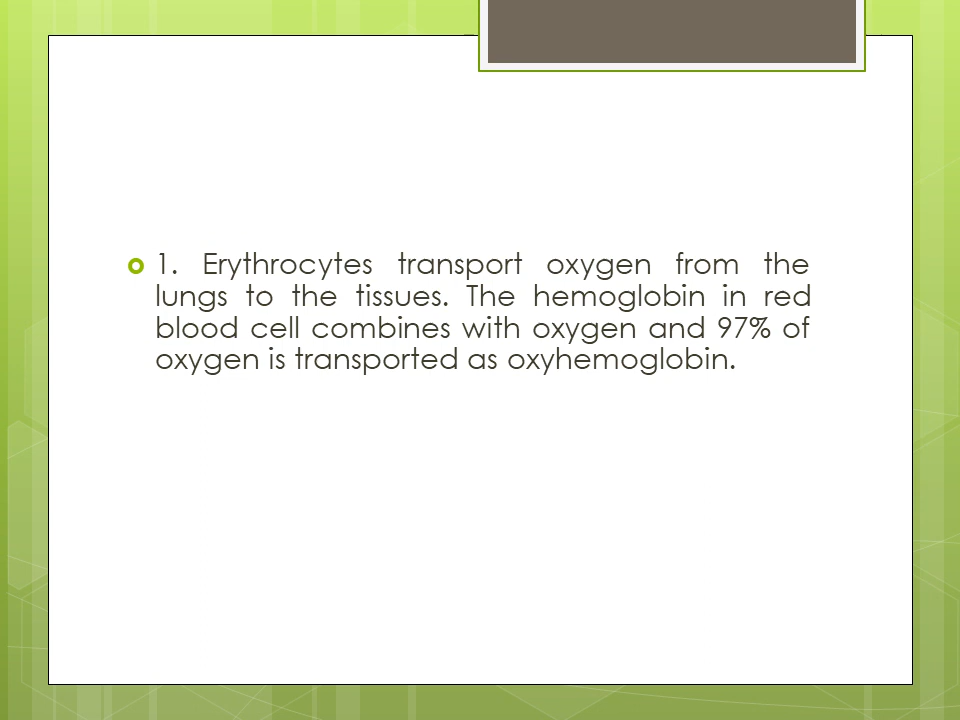 1. Erythrocytes transport oxygen from the
lungs to the tissues. The hemoglobin in red
blood cell combines with oxygen and 97% of
oxygen is transported as oxyhemoglobin.